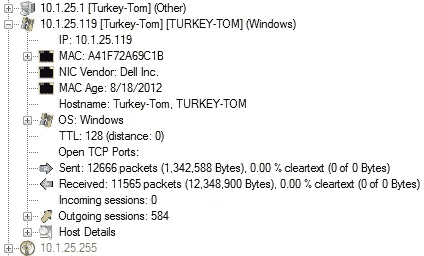 10.1.25.1 [Turkey-Tom] (Other)
10.1.25.119 [Turkey-Tom] [TURKEY-TOM] (Windows)
IP: 10.1.25.119
MAC: A41F72A69C1B
NIC Vendor: Dell Inc.
MAC Age: 8/18/2012
Hostname: Turkey-Tom, TURKEY-TOM
OS: Windows
TTL: 128 (distance: 0)
Open TCP Ports:
Sent: 12666 packets (1,342,588 Bytes), 0.00 % cleartext (0 of 0 Bytes)
Received: 11565 packets (12,348,900 Bytes), 0.00 % cleartext (0 of 0 Bytes)
Incoming sessions: 0
Outgoing sessions: 584
Host Details
10.1.25.255